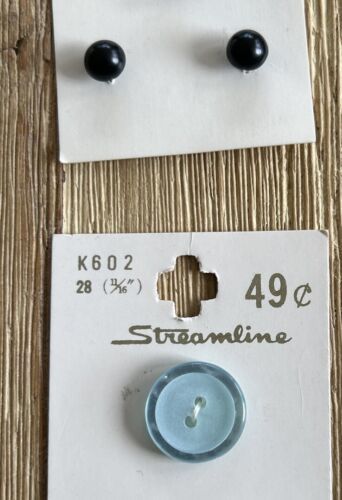 K602
28 (11/16")
49¢
Streamline